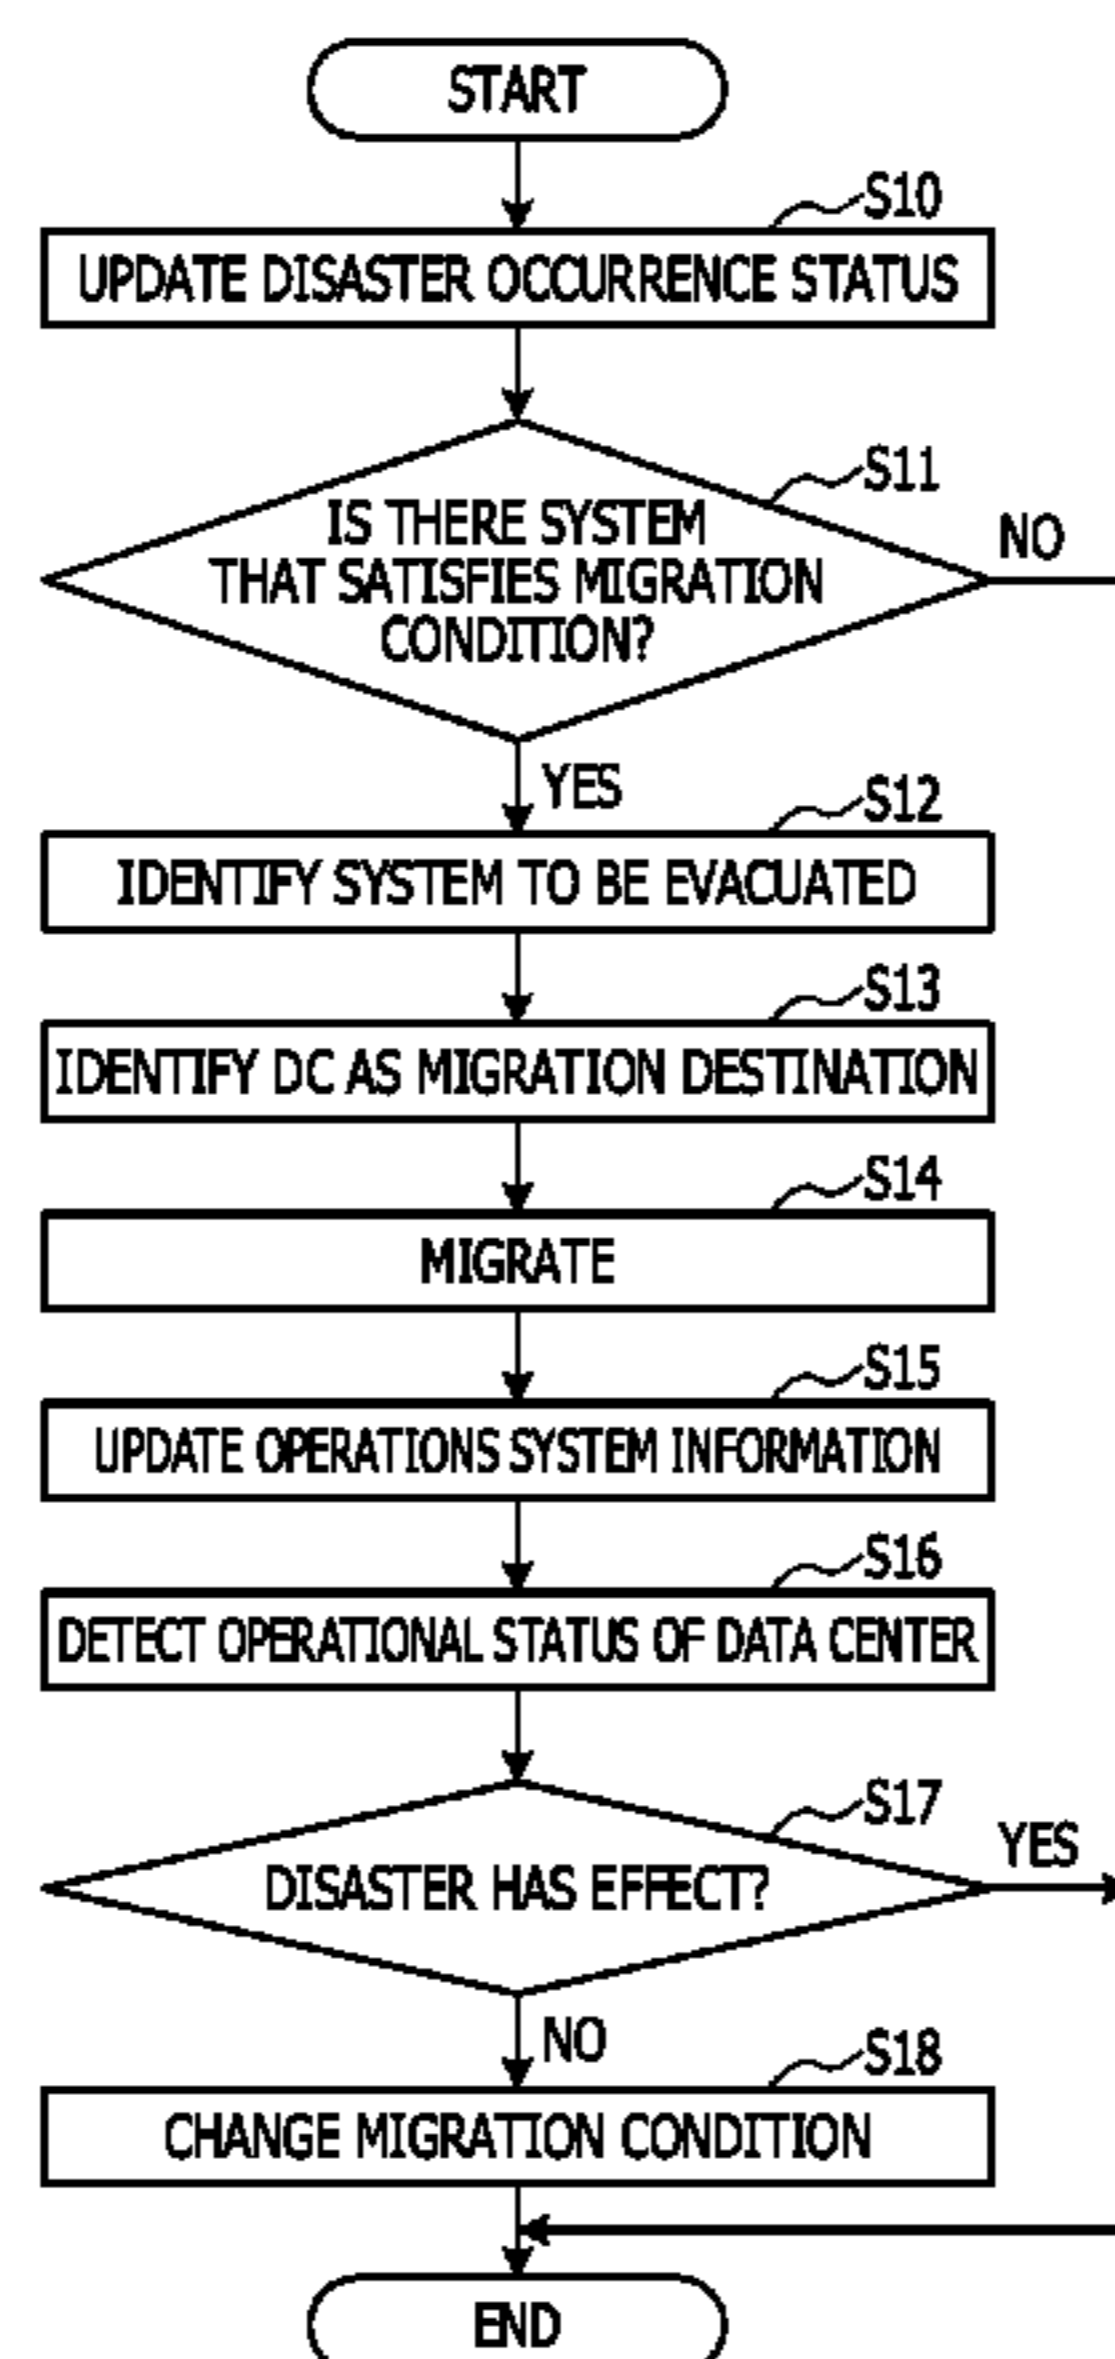 START
S10
UPDATE DISASTER OCCURRENCE STATUS
S11
IS THERE SYSTEM
THAT SATISFIES MIGRATION
CONDITION?
NO
YES
S12
IDENTIFY SYSTEM TO BE EVACUATED
S13
IDENTIFY DC AS MIGRATION DESTINATION
S14
MIGRATE
S15
UPDATE OPERATIONS SYSTEM INFORMATION
S16
DETECT OPERATIONAL STATUS OF DATA CENTER
S17
DISASTER HAS EFFECT?
YES
NO
S18
CHANGE MIGRATION CONDITION
END